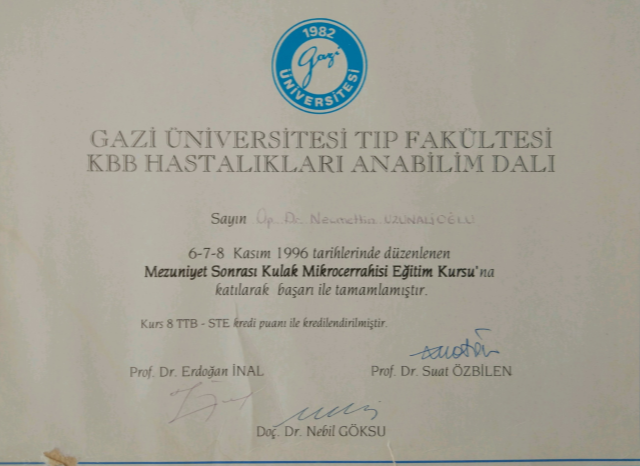 1982
Gazi
ÜNİVERSİTESİ
GAZİ ÜNİVERSİTESİ TIP FAKÜLTESİ
KBB HASTALIKLARI ANABİLİM DALI
Sayın Op. Dr. Necmettin UZUNALİOĞLU
6-7-8 Kasım 1996 tarihlerinde düzenlenen
Mezuniyet Sonrası Kulak Mikrocerrahisi Eğitim Kursu'na
katılarak başarı ile tamamlamıştır.
Kurs 8 TTB - STE kredi puanı ile kredilendirilmiştir.
Prof. Dr. Erdoğan İNAL
Prof. Dr. Suat ÖZBİLEN
Doç. Dr. Nebil GÖKSU